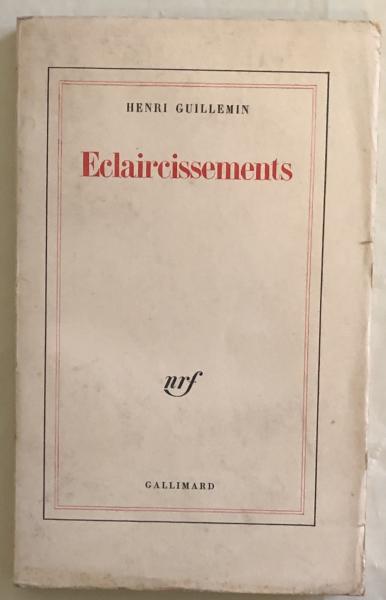 HENRI GUILLEMIN
Eclaircissements
nrf
GALLIMARD